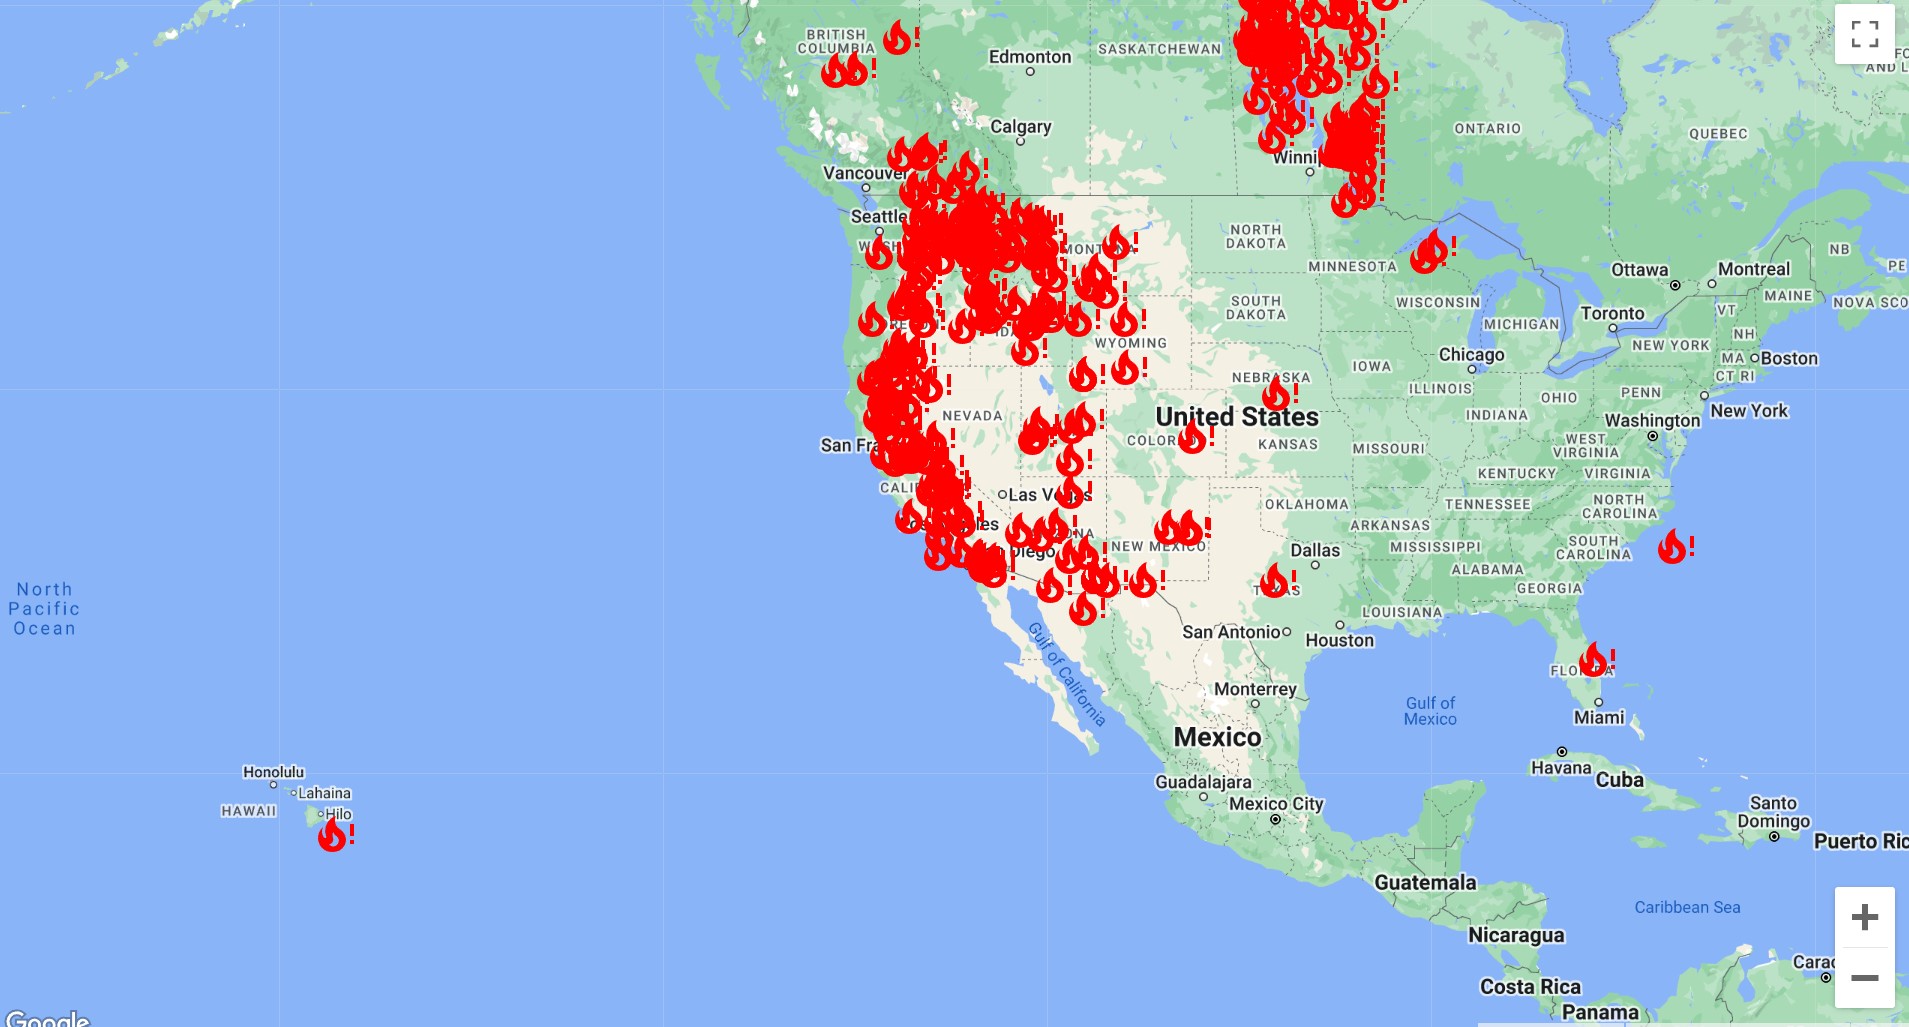 BRITISH
COLUMBIA
Edmonton
SASKATCHEWAN
Calgary
Vancouver
Seattle
ONTARIO
QUEBEC
AND L
NB
PE
NOVA SCO
MAINE
Ottawa
Montreal
Toronto
VT
NH
MA
CT RI
Boston
NEW YORK
New York
PENN
Washington
NORTH
DAKOTA
SOUTH
DAKOTA
MINNESOTA
WISCONSIN
MICHIGAN
Chicago
IOWA
ILLINOIS
INDIANA
OHIO
WEST
VIRGINIA
VIRGINIA
KENTUCKY
NORTH
CAROLINA
TENNESSEE
SOUTH
CAROLINA
WYOMING
NEBRASKA
United States
NEVADA
KANSAS
MISSOURI
San Fra
Las Vegas
OKLAHOMA
ARKANSAS
MISSISSIPPI
ALABAMA
GEORGIA
NEW MEXICO
Dallas
LOUISIANA
San Antonio
Houston
Monterrey
Gulf of California
Gulf of
Mexico
Miami
Mexico
Havana
Cuba
Guadalajara
Mexico City
Santo
Domingo
Puerto Ric
Guatemala
Caribbean Sea
Nicaragua
Costa Rica
Panama
Carac
North
Pacific
Ocean
Honolulu
Lahaina
HAWAII
Hilo
Google